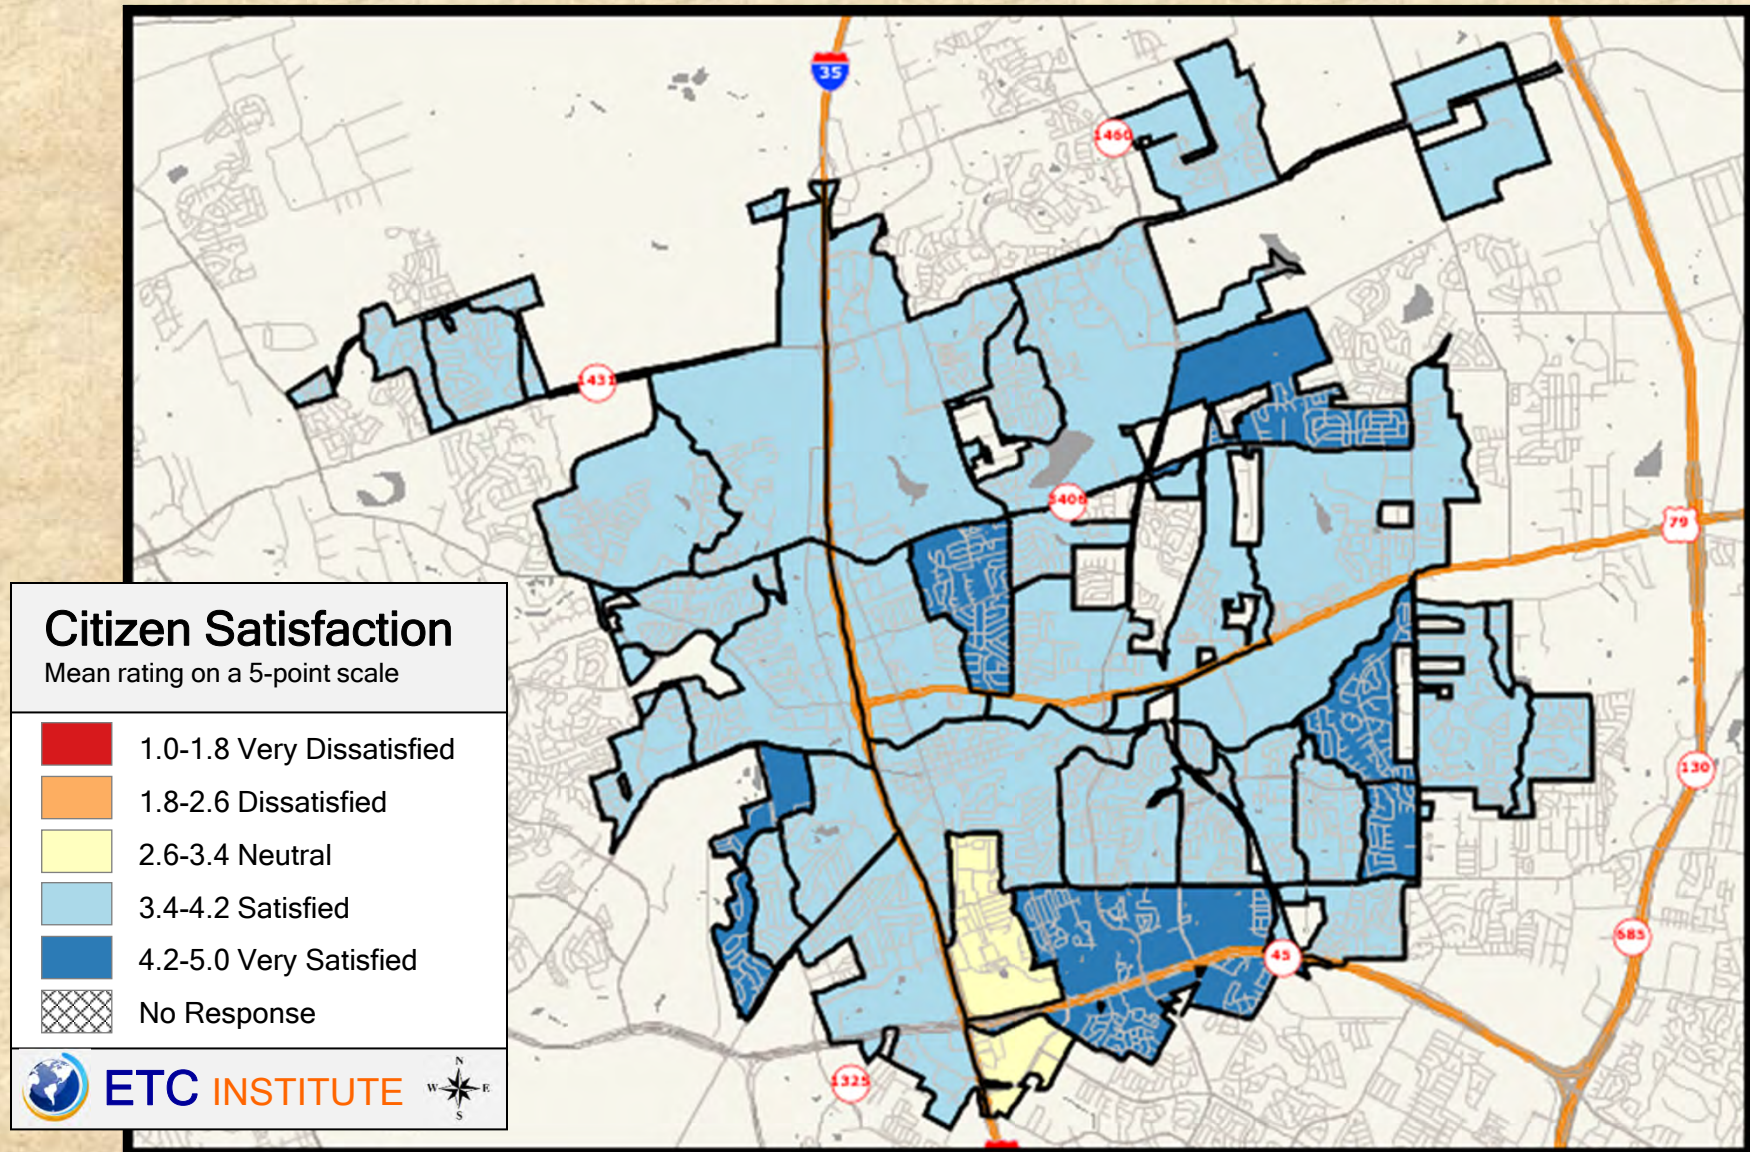 35
1460
1431
3406
79
Citizen Satisfaction
Mean rating on a 5-point scale
1.0-1.8 Very Dissatisfied
1.8-2.6 Dissatisfied
2.6-3.4 Neutral
3.4-4.2 Satisfied
4.2-5.0 Very Satisfied
No Response
130
685
45
1325
ETC INSTITUTE
N
W E
S